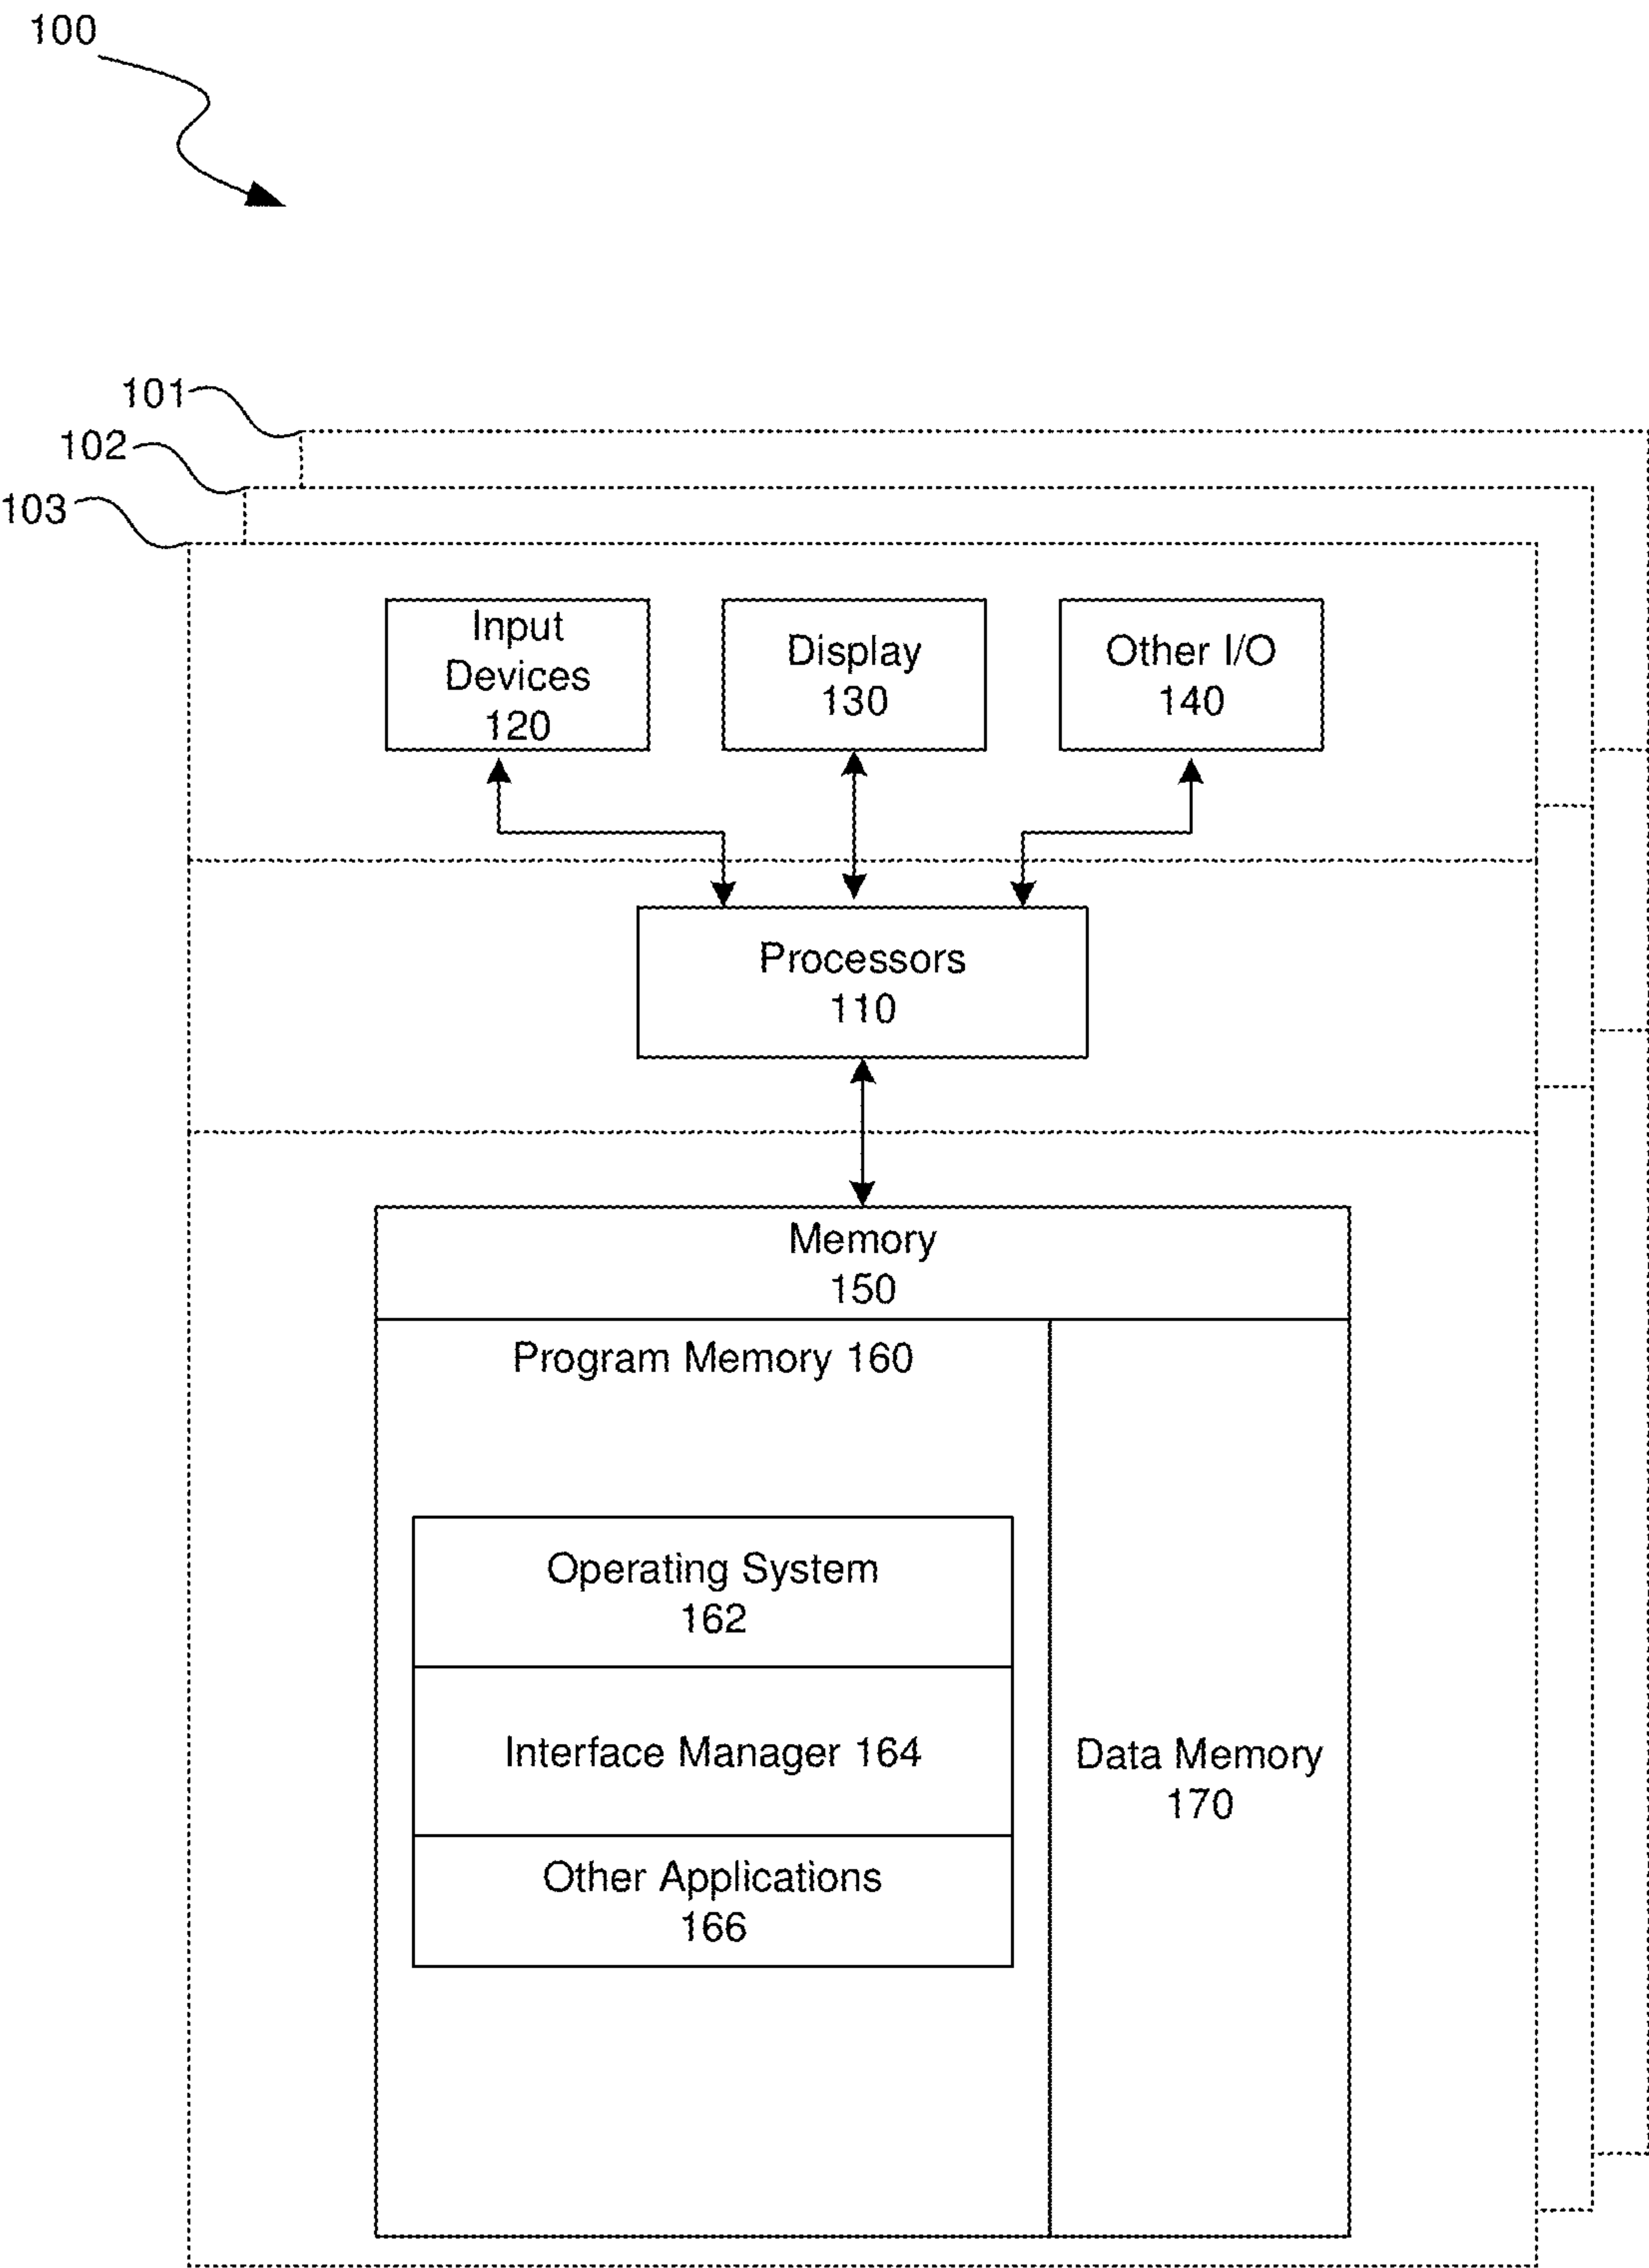 100
101
102
103
Input
Devices
120
Display
130
Other I/O
140
Processors
110
Memory
150
Program Memory 160
Operating System
162
Interface Manager 164
Other Applications
166
Data Memory
170